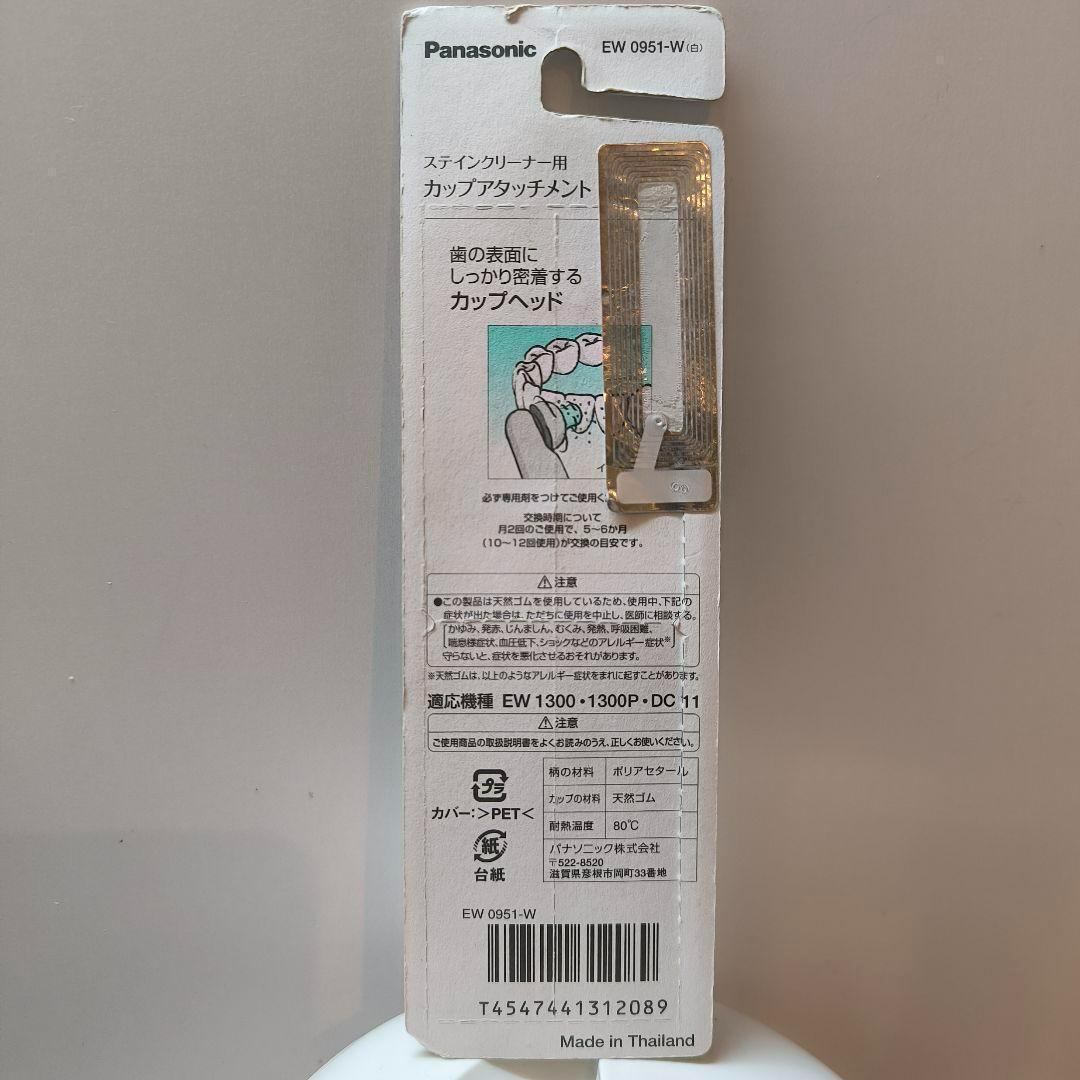 Panasonic
EW 0951-W(白)
ステインクリーナー用
カップアタッチメント
歯の表面に
しっかり密着する
カップヘッド
必ず専用剤をつけてご使用く
交換時期について
月2回のご使用で、5〜6か月
(10〜12回使用)が交換の目安です。
⚠注意
●この製品は天然ゴムを使用しているため、使用中、下記の
症状が出た場合は、ただちに使用を中止し、医師に相談する。
かゆみ、発赤、じんましん、むくみ、発熱、呼吸困難、
喘息様症状、血圧低下、ショックなどのアレルギー症状※
守らないと、症状を悪化させるおそれがあります。
※天然ゴムは、以上のようなアレルギー症状をまれに起すことがあります。
適応機種 EW 1300・1300P・DC 11
⚠注意
ご使用商品の取扱説明書をよくお読みのうえ、正しくお使いください。
プラ
カバー:>PET<
紙
台紙
柄の材料 ポリアセタール
カップの材料 天然ゴム
耐熱温度 80℃
パナソニック株式会社
〒522-8520
滋賀県彦根市岡町33番地
EW 0951-W
T4547441312089
Made in Thailand